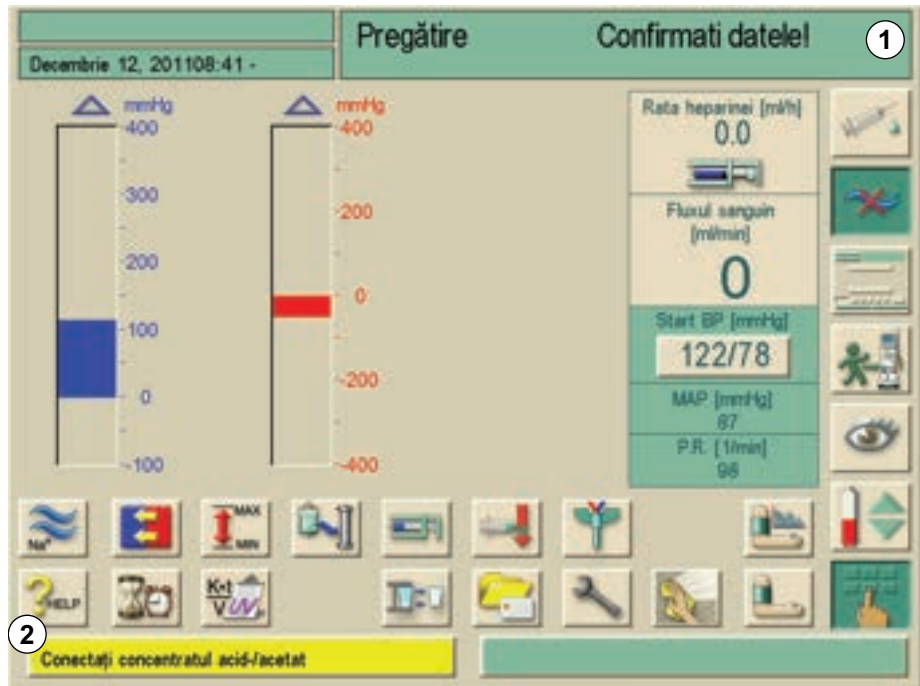 Pregătire Confirmati datele!
1
Decembrie 12, 201108:41 -
mmHg
400
300
200
100
0
-100
mmHg
400
200
0
-200
-400
Rata heparinei [ml/h]
0.0
Fluxul sanguin
[ml/min]
0
Start BP [mmHg]
122/78
MAP [mmHg]
87
P.R. [1/min]
98
Na+
MAX
MIN
HELP
K•t
V
UV
2
Conectați concentratul acid-/acetat